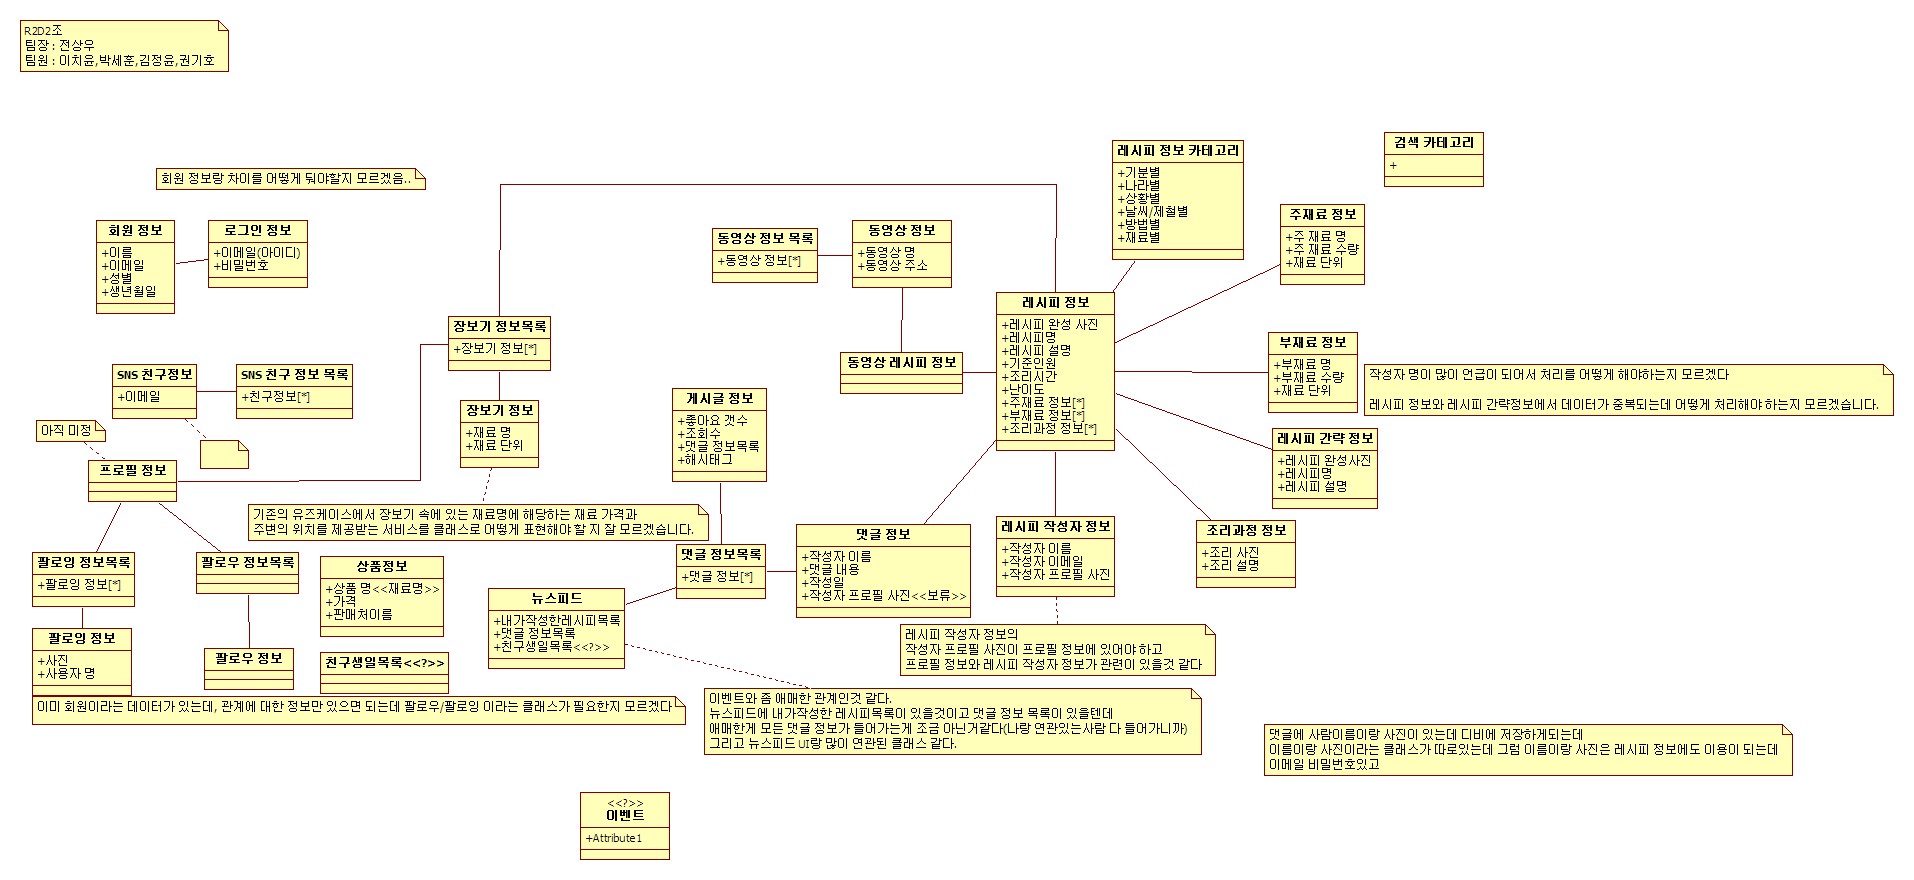 R2D2조
팀장 : 전상우
팀원 : 이치윤,박세훈,김정윤,권기호
회원 정보랑 차이를 어떻게 둬야할지 모르겠음..
회원 정보
+이름
+이메일
+성별
+생년월일
로그인 정보
+이메일(아이디)
+비밀번호
SNS 친구정보
+이메일
SNS 친구 정보 목록
+친구정보[*]
아직 미정
프로필 정보
팔로잉 정보목록
+팔로잉 정보[*]
팔로우 정보목록
팔로잉 정보
+사진
+사용자 명
팔로우 정보
이미 회원이라는 데이터가 있는데, 관계에 대한 정보만 있으면 되는데 팔로우/팔로잉 이라는 클래스가 필요한지 모르겠다
상품정보
+상품 명<<재료명>>
+가격
+판매처이름
친구생일목록<<?>>
장보기 정보목록
+장보기 정보[*]
장보기 정보
+재료 명
+재료 단위
기존의 유즈케이스에서 장보기 속에 있는 재료명에 해당하는 재료 가격과
주변의 위치를 제공받는 서비스를 클래스로 어떻게 표현해야 할 지 잘 모르겠습니다.
동영상 정보 목록
+동영상 정보[*]
동영상 정보
+동영상 명
+동영상 주소
동영상 레시피 정보
게시글 정보
+좋아요 갯수
+조회수
+댓글 정보목록
+해시태그
댓글 정보목록
+댓글 정보[*]
뉴스피드
+내가작성한레시피목록
+댓글 정보목록
+친구생일목록<<?>>
댓글 정보
+작성자 이름
+댓글 내용
+작성일
+작성자 프로필 사진<<보류>>
이벤트와 좀 애매한 관계인것 같다.
뉴스피드에 내가작성한 레시피목록이 있을것이고 댓글 정보 목록이 있을텐데
애매한게 모든 댓글 정보가 들어가는게 조금 아닌거같다(나랑 연관있는사람 다 들어가니까)
그리고 뉴스피드 UI랑 많이 연관된 클래스 같다.
<<?>>
이벤트
+Attribute1
레시피 정보 카테고리
+기분별
+나라별
+상황별
+날씨/제철별
+방법별
+재료별
검색 카테고리
+
레시피 정보
+레시피 완성 사진
+레시피명
+레시피 설명
+기준인원
+조리시간
+난이도
+주재료 정보[*]
+부재료 정보[*]
+조리과정 정보[*]
주재료 정보
+주 재료 명
+주 재료 수량
+재료 단위
부재료 정보
+부재료 명
+부재료 수량
+재료 단위
작성자 명이 많이 언급이 되어서 처리를 어떻게 해야하는지 모르겠다
레시피 정보와 레시피 간략정보에서 데이터가 중복되는데 어떻게 처리해야 하는지 모르겠습니다.
레시피 간략 정보
+레시피 완성사진
+레시피명
+레시피 설명
레시피 작성자 정보
+작성자 이름
+작성자 이메일
+작성자 프로필 사진
조리과정 정보
+조리 사진
+조리 설명
레시피 작성자 정보의
작성자 프로필 사진이 프로필 정보에 있어야 하고
프로필 정보와 레시피 작성자 정보가 관련이 있을것 같다
댓글에 사람이름이랑 사진이 있는데 디비에 저장하게되는데
이름이랑 사진이라는 클래스가 따로있는데 그럼 이름이랑 사진은 레시피 정보에도 이용이 되는데
이메일 비밀번호있고